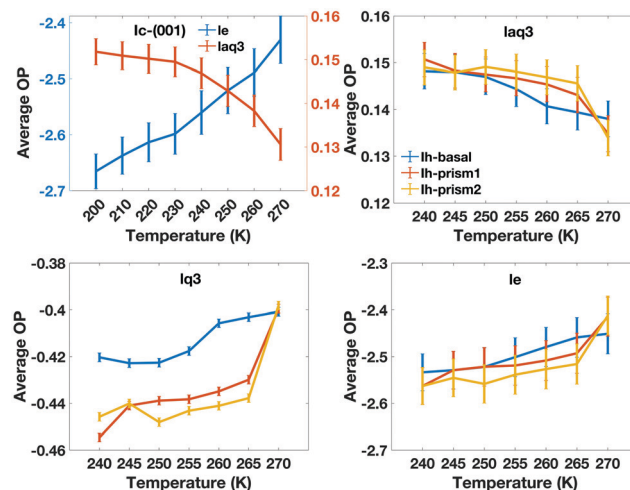 Ic-(001)
le
laq3
Average OP
-2.4
-2.5
-2.6
-2.7
0.16
0.15
0.14
0.13
0.12
200 210 220 230 240 250 260 270
Temperature (K)
laq3
Average OP
0.16
0.15
0.14
0.13
0.12
Ih-basal
Ih-prism1
Ih-prism2
240 245 250 255 260 265 270
Temperature (K)
lq3
Average OP
-0.38
-0.4
-0.42
-0.44
-0.46
240 245 250 255 260 265 270
Temperature (K)
le
Average OP
-2.3
-2.4
-2.5
-2.6
-2.7
240 245 250 255 260 265 270
Temperature (K)